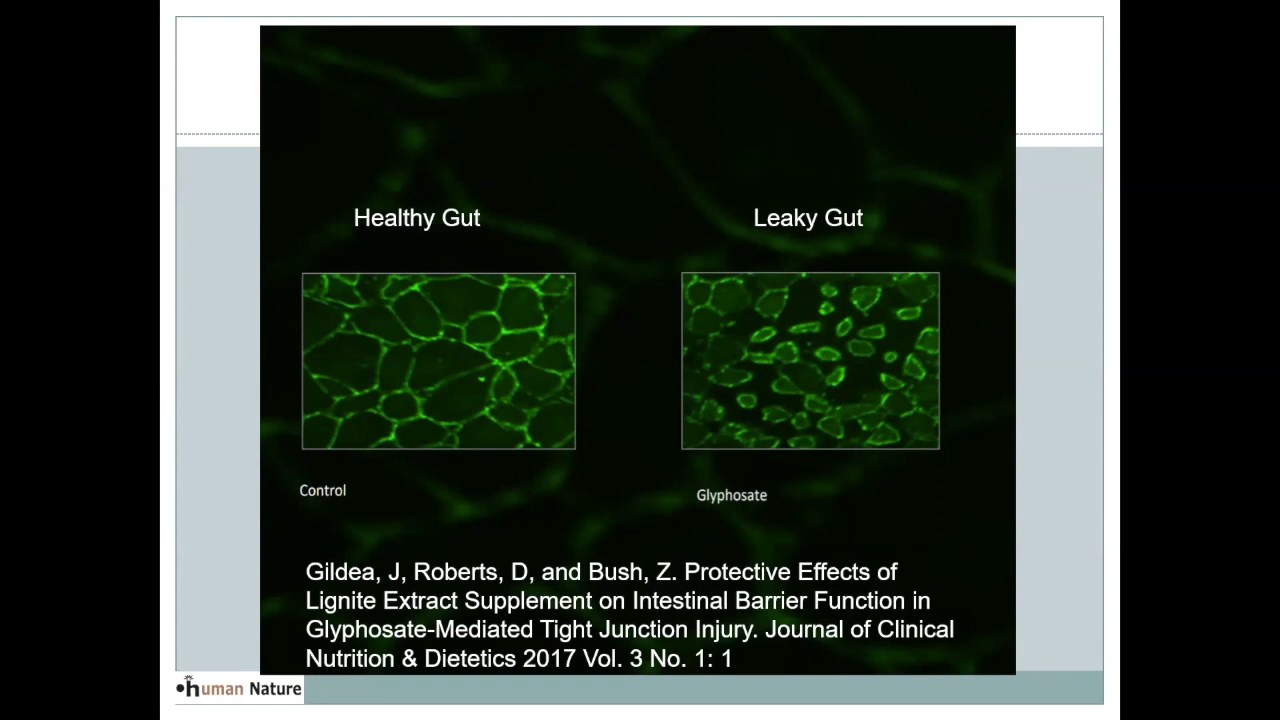 Healthy Gut
Leaky Gut
Control
Glyphosate
Gildea, J, Roberts, D, and Bush, Z. Protective Effects of
Lignite Extract Supplement on Intestinal Barrier Function in
Glyphosate-Mediated Tight Junction Injury. Journal of Clinical
Nutrition & Dietetics 2017 Vol. 3 No. 1: 1
human Nature